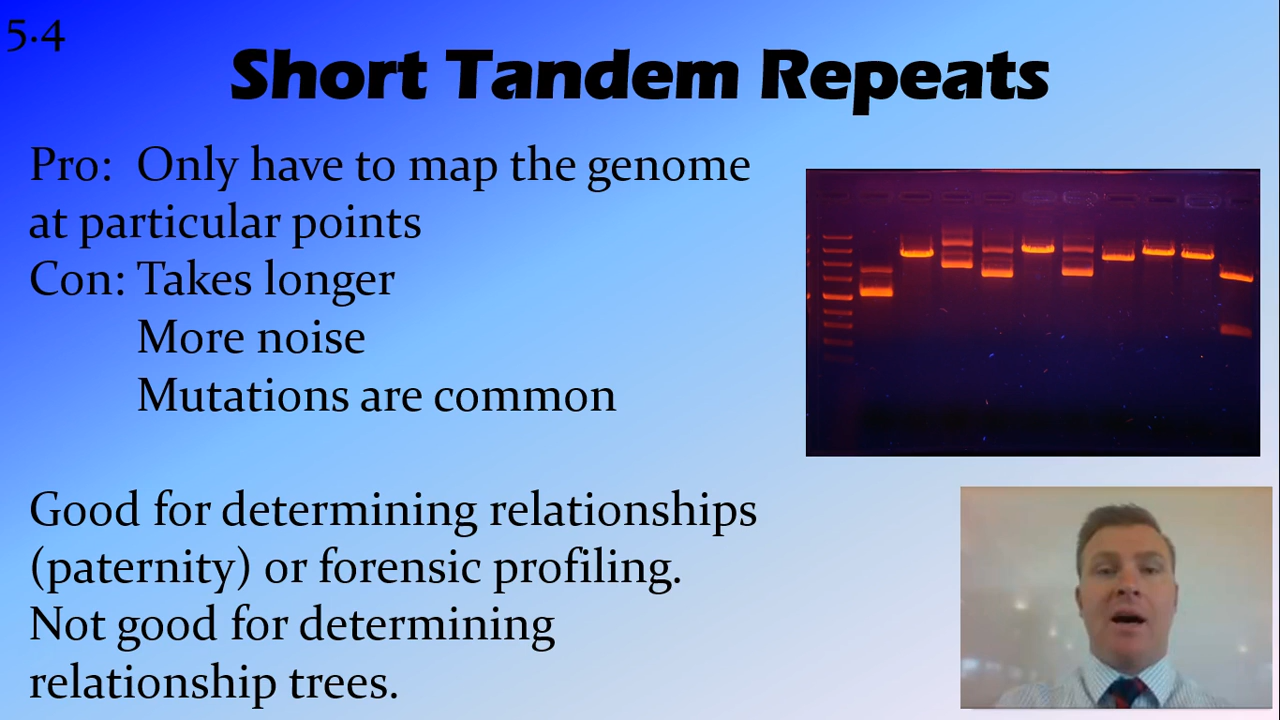 5.4
Short Tandem Repeats
Pro: Only have to map the genome
at particular points
Con: Takes longer
More noise
Mutations are common
Good for determining relationships
(paternity) or forensic profiling.
Not good for determining
relationship trees.